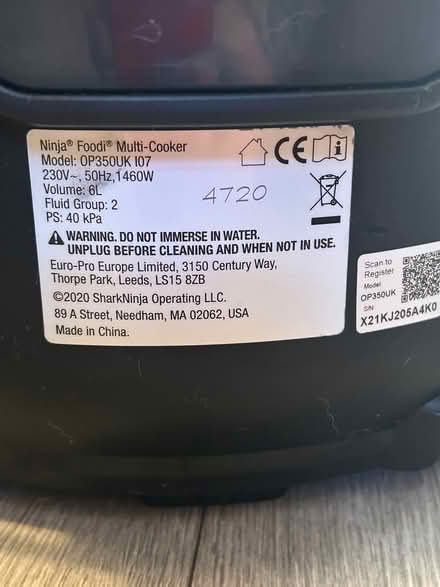 Ninja® Foodi® Multi-Cooker
Model: OP350UK I07
230V~, 50Hz,1460W
Volume: 6L
Fluid Group: 2
PS: 40 kPa
4720
CE
WARNING. DO NOT IMMERSE IN WATER.
UNPLUG BEFORE CLEANING AND WHEN NOT IN USE.
Euro-Pro Europe Limited, 3150 Century Way,
Thorpe Park, Leeds, LS15 8ZB
©2020 SharkNinja Operating LLC.
89 A Street, Needham, MA 02062, USA
Made in China.
Scan to
Register
Model
OP350UK
S/N
X21KJ205A4K0